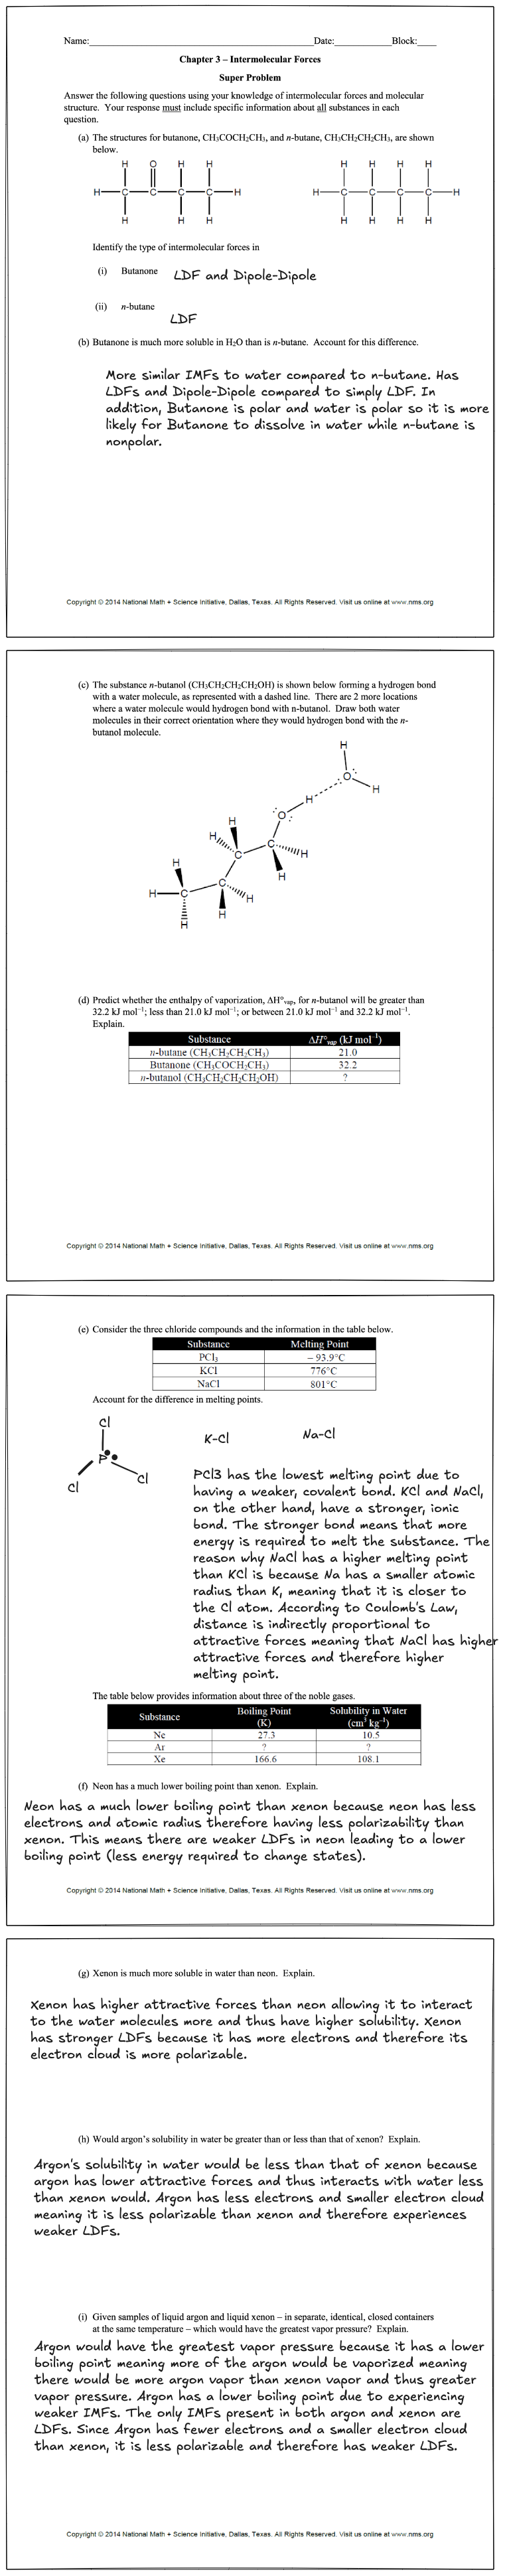 Name:____________________Date:__________Block:____
Chapter 3 – Intermolecular Forces
Super Problem
Answer the following questions using your knowledge of intermolecular forces and molecular
structure. Your response must include specific information about all substances in each
question.
(a) The structures for butanone, CH₃COCH₂CH₃, and n-butane, CH₃CH₂CH₂CH₃, are shown
below.
H O H H H H H H
H C C C C H H C C C C H
H H H H H H H
Identify the type of intermolecular forces in
(i) Butanone LDF and Dipole-Dipole
(ii) n-butane
LDF
(b) Butanone is much more soluble in H₂O than is n-butane. Account for this difference.
More similar IMFs to water compared to n-butane. Has
LDFs and Dipole-Dipole compared to simply LDF. In
addition, Butanone is polar and water is polar so it is more
likely for Butanone to dissolve in water while n-butane is
nonpolar.
Copyright © 2014 National Math + Science Initiative, Dallas, Texas. All Rights Reserved. Visit us online at www.nms.org
(c) The substance n-butanol (CH₃CH₂CH₂CH₂OH) is shown below forming a hydrogen bond
with a water molecule, as represented with a dashed line. There are 2 more locations
where a water molecule would hydrogen bond with n-butanol. Draw both water
molecules in their correct orientation where they would hydrogen bond with the n-
butanol molecule.
H
O
H
H
O
H
H
C
H
C
H
H
H
C
H
C
H
H
H
(d) Predict whether the enthalpy of vaporization, ΔH°vap, for n-butanol will be greater than
32.2 kJ mol⁻¹; less than 21.0 kJ mol⁻¹; or between 21.0 kJ mol⁻¹ and 32.2 kJ mol⁻¹.
Explain.
Substance ΔH°vap (kJ mol⁻¹)
n-butane (CH₃CH₂CH₂CH₃) 21.0
Butanone (CH₃COCH₂CH₃) 32.2
n-butanol (CH₃CH₂CH₂CH₂OH) ?
Copyright © 2014 National Math + Science Initiative, Dallas, Texas. All Rights Reserved. Visit us online at www.nms.org
(e) Consider the three chloride compounds and the information in the table below.
Substance Melting Point
PCl₃ – 93.9°C
KCl 776°C
NaCl 801°C
Account for the difference in melting points.
Cl
P
Cl Cl
K-Cl Na-Cl
PCl3 has the lowest melting point due to
having a weaker, covalent bond. KCl and NaCl,
on the other hand, have a stronger, ionic
bond. The stronger bond means that more
energy is required to melt the substance. The
reason why NaCl has a higher melting point
than KCl is because Na has a smaller atomic
radius than K, meaning that it is closer to
the Cl atom. According to Coulomb's Law,
distance is indirectly proportional to
attractive forces meaning that NaCl has higher
attractive forces and therefore higher
melting point.
The table below provides information about three of the noble gases.
Substance Boiling Point (K) Solubility in Water (cm³ kg⁻¹)
Ne 27.3 10.5
Ar ? ?
Xe 166.6 108.1
(f) Neon has a much lower boiling point than xenon. Explain.
Neon has a much lower boiling point than xenon because neon has less
electrons and atomic radius therefore having less polarizability than
xenon. This means there are weaker LDFs in neon leading to a lower
boiling point (less energy required to change states).
Copyright © 2014 National Math + Science Initiative, Dallas, Texas. All Rights Reserved. Visit us online at www.nms.org
(g) Xenon is much more soluble in water than neon. Explain.
Xenon has higher attractive forces than neon allowing it to interact
to the water molecules more and thus have higher solubility. Xenon
has stronger LDFs because it has more electrons and therefore its
electron cloud is more polarizable.
(h) Would argon's solubility in water be greater than or less than that of xenon? Explain.
Argon's solubility in water would be less than that of xenon because
argon has lower attractive forces and thus interacts with water less
than xenon would. Argon has less electrons and smaller electron cloud
meaning it is less polarizable than xenon and therefore experiences
weaker LDFs.
(i) Given samples of liquid argon and liquid xenon – in separate, identical, closed containers
at the same temperature – which would have the greatest vapor pressure? Explain.
Argon would have the greatest vapor pressure because it has a lower
boiling point meaning more of the argon would be vaporized meaning
there would be more argon vapor than xenon vapor and thus greater
vapor pressure. Argon has a lower boiling point due to experiencing
weaker IMFs. The only IMFs present in both argon and xenon are
LDFs. Since Argon has fewer electrons and a smaller electron cloud
than xenon, it is less polarizable and therefore has weaker LDFs.
Copyright © 2014 National Math + Science Initiative, Dallas, Texas. All Rights Reserved. Visit us online at www.nms.org